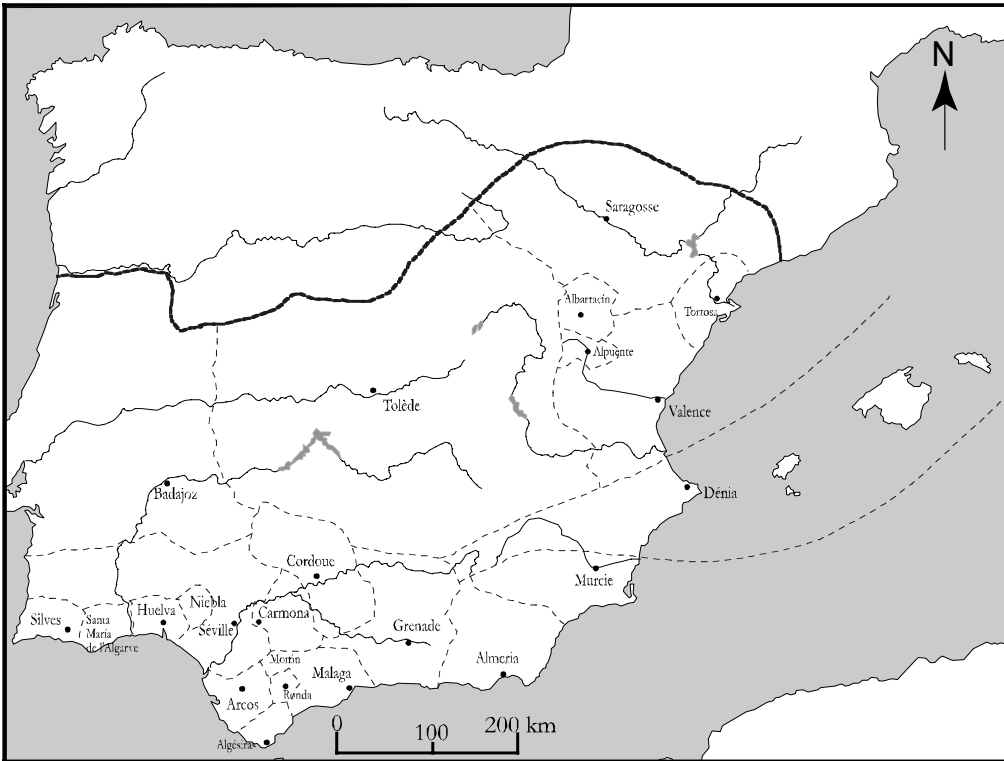 N
Saragosse
Albarracín
Tortosa
Alpuente
Tolède
Valence
Badajoz
Dénia
Cordoue
Murcie
Silves
Santa
María
de l'Algarve
Huelva
Niebla
Séville
Carmona
Grenade
Morón
Malaga
Almeria
Arcos
Ronda
Algésiras
0
100
200 km